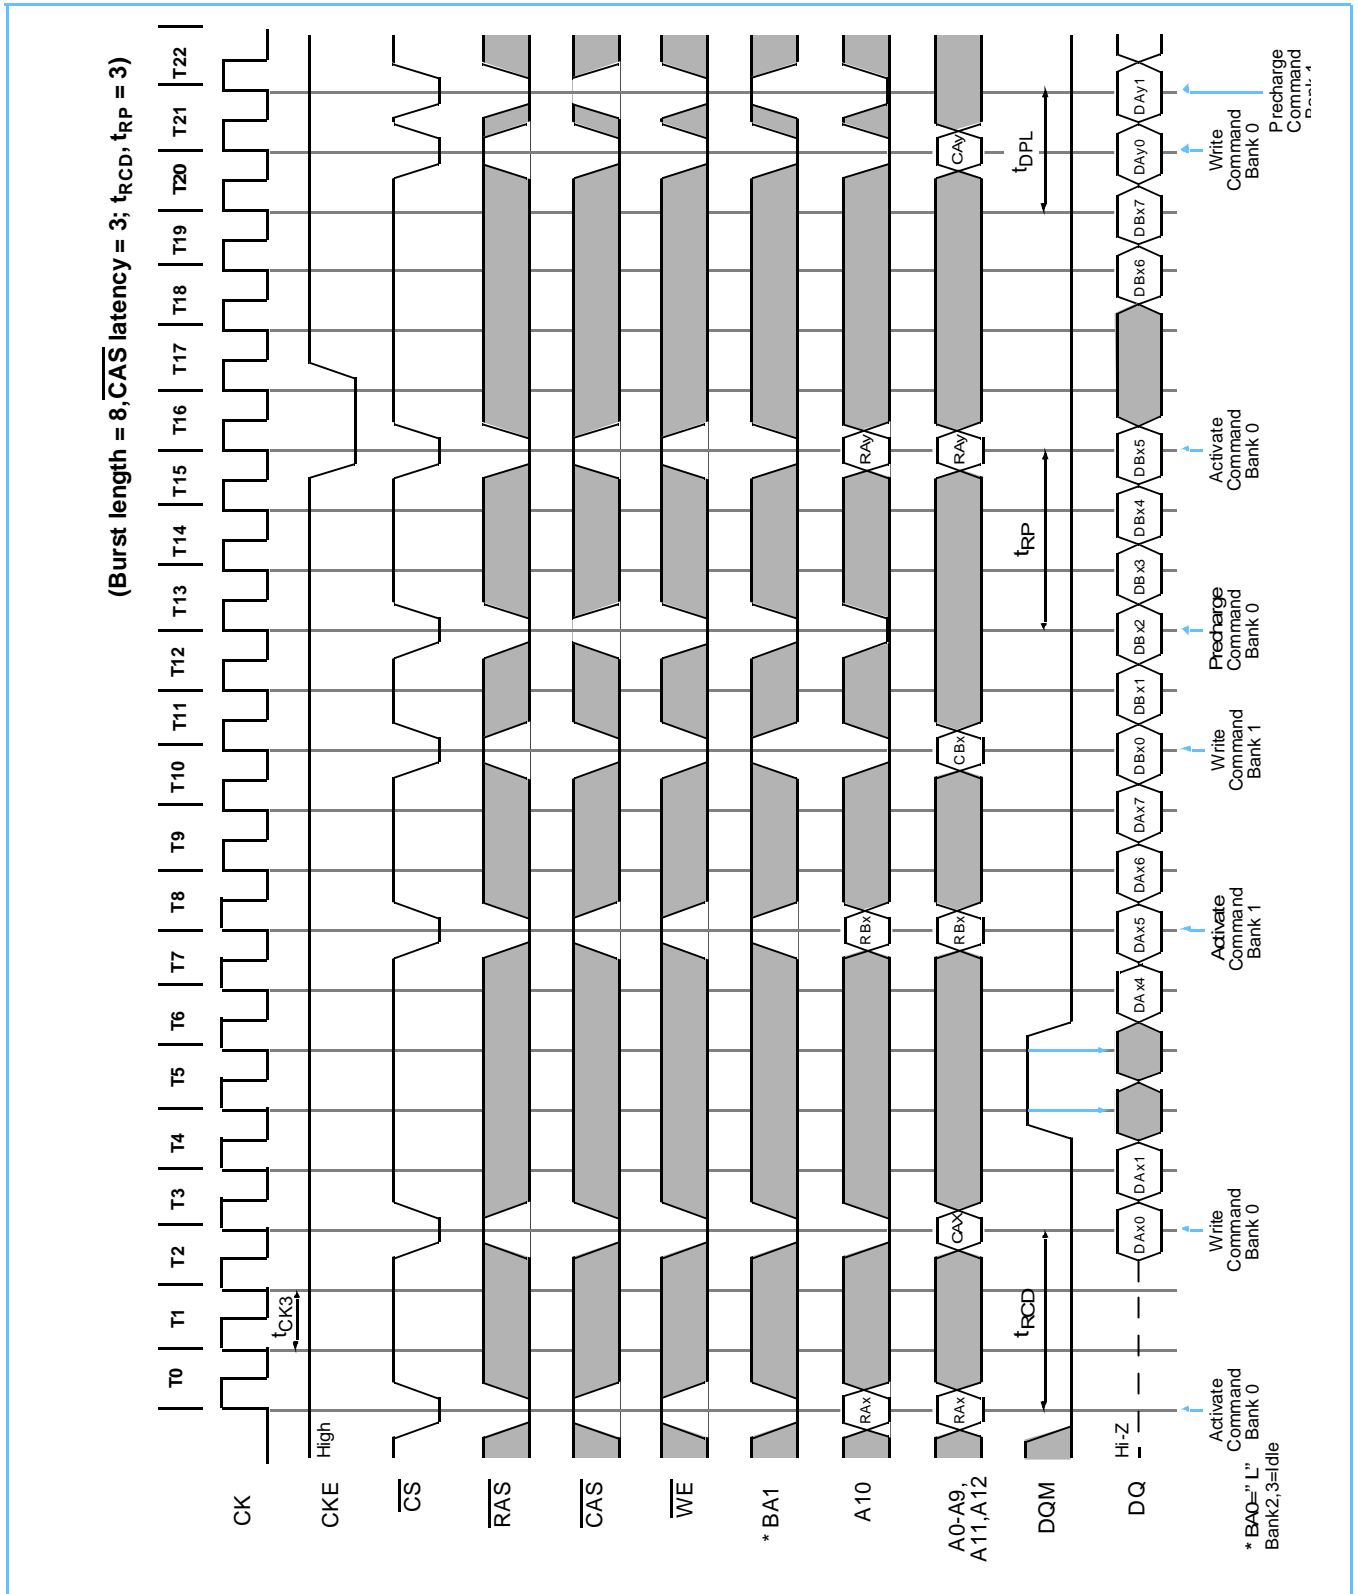 (Burst length = 8, CAS latency = 3; tRCD, tRP = 3)
T0 T1 T2 T3 T4 T5 T6 T7 T8 T9 T10 T11 T12 T13 T14 T15 T16 T17 T18 T19 T20 T21 T22
CK
tCK3
CKE
High
CS
RAS
CAS
WE
* BA1
A10
RAx RBx RAy
A0-A9,
A11,A12
RAx CAX RBx CBx RAy CAy
DQM
tRCD tRP tDPL
DQ
Hi-Z
DAx0 DAx1 DAx4 DAx5 DAx6 DAx7 DBx0 DBx1 DBx2 DBx3 DBx4 DBx5 DBx6 DBx7 DAy0 DAy1
Activate
Command
Bank 0
Write
Command
Bank 0
Activate
Command
Bank 1
Write
Command
Bank 1
Precharge
Command
Bank 0
Activate
Command
Bank 0
Write
Command
Bank 0
Precharge
Command
* BA0="L"
Bank2,3=Idle